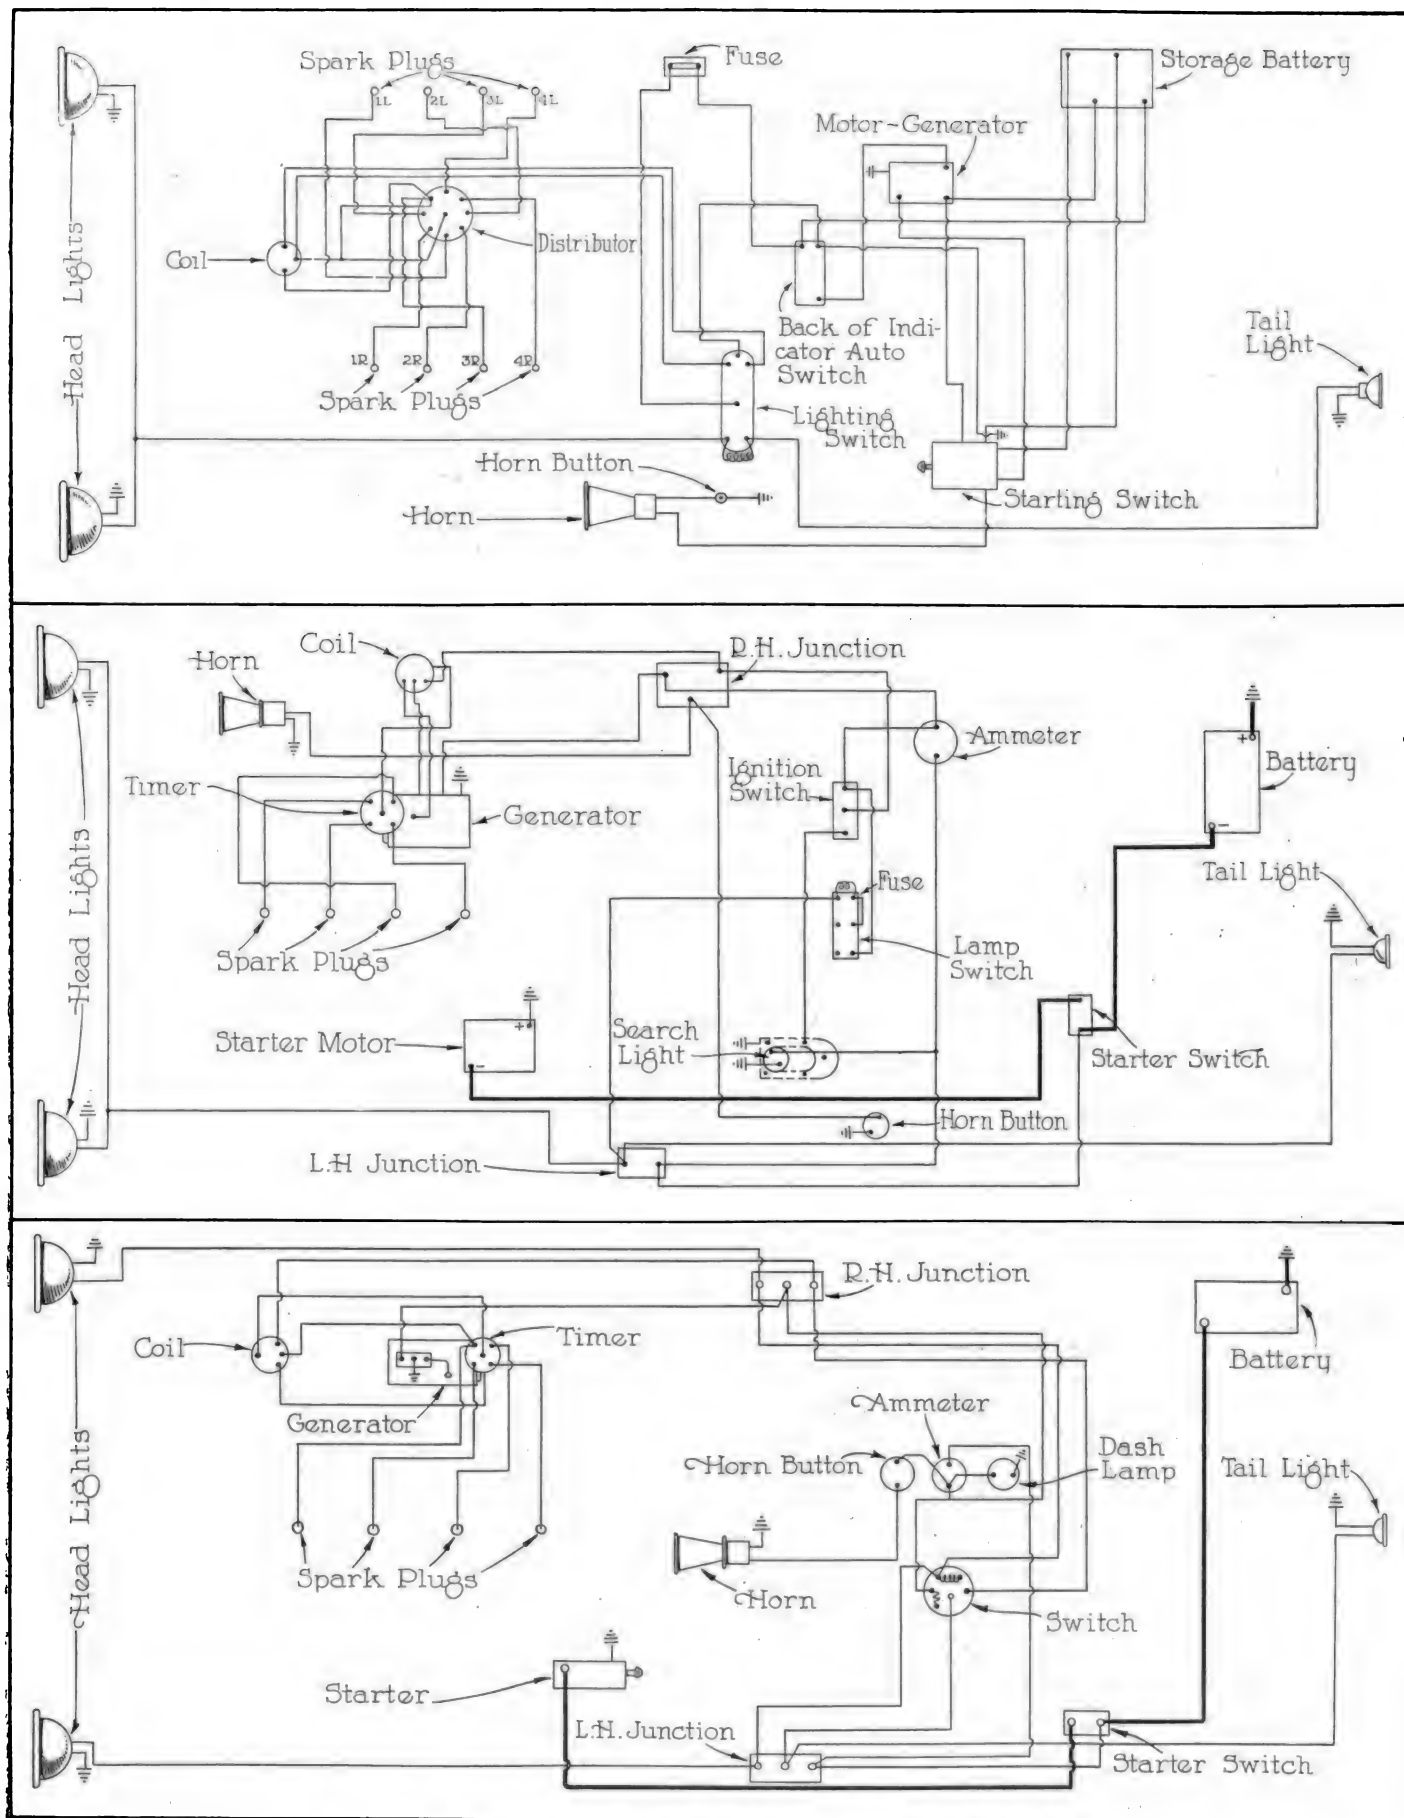 Spark Plugs
1L 2L 3L 4L
Fuse
Storage Battery
Motor-Generator
Head Lights
Distributor
Coil
Back of Indi-
cator Auto
Switch
Tail
Light
1R 2R 3R 4R
Spark Plugs
Lighting
Switch
Horn Button
Horn
Starting Switch
Coil
Horn
R.H. Junction
Ammeter
Ignition
Switch
+
Battery
Timer
Generator
-
Head Lights
Fuse
Tail Light
Spark Plugs
Lamp
Switch
+
Starter Motor
-
Search
Light
Starter Switch
Horn Button
L.H Junction
R.H. Junction
Coil
Timer
Battery
Generator
Ammeter
Head Lights
Horn Button
Dash
Lamp
Tail Light
Spark Plugs
Horn
Switch
Starter
L.H. Junction
Starter Switch